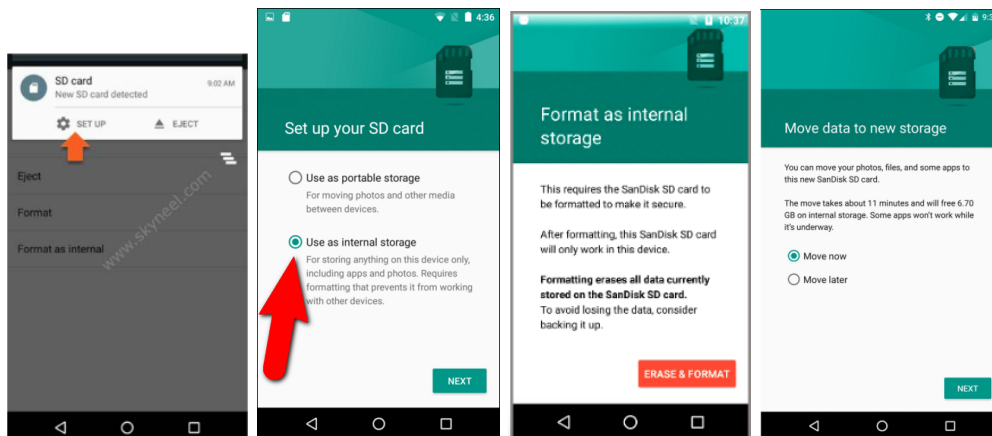 SD card
9:02 AM
New SD card detected
SET UP
EJECT
Eject
Format
Format as internal
www.skyneel.com
4:36
Set up your SD card
Use as portable storage
For moving photos and other media
between devices.
Use as internal storage
For storing anything on this device only,
including apps and photos. Requires
formatting that prevents it from working
with other devices.
NEXT
10:37
Format as internal
storage
This requires the SanDisk SD card to
be formatted to make it secure.
After formatting, this SanDisk SD card
will only work in this device.
Formatting erases all data currently
stored on the SanDisk SD card.
To avoid losing the data, consider
backing it up.
ERASE & FORMAT
Move data to new storage
You can move your photos, files, and some apps to
this new SanDisk SD card.
The move takes about 11 minutes and will free 6.70
GB on internal storage. Some apps won't work while
it's underway.
Move now
Move later
NEXT